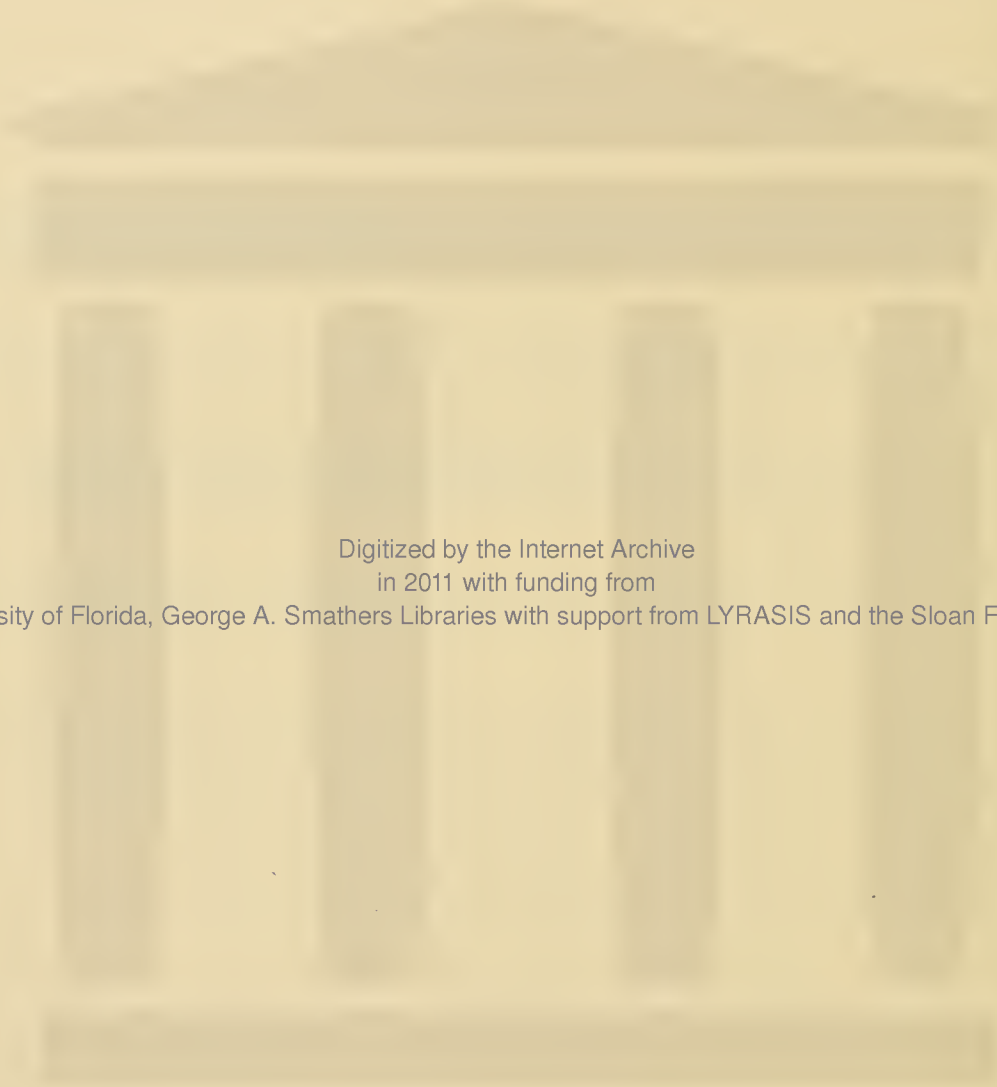 Digitized by the Internet Archive
in 2011 with funding from
sity of Florida, George A. Smathers Libraries with support from LYRASIS and the Sloan F